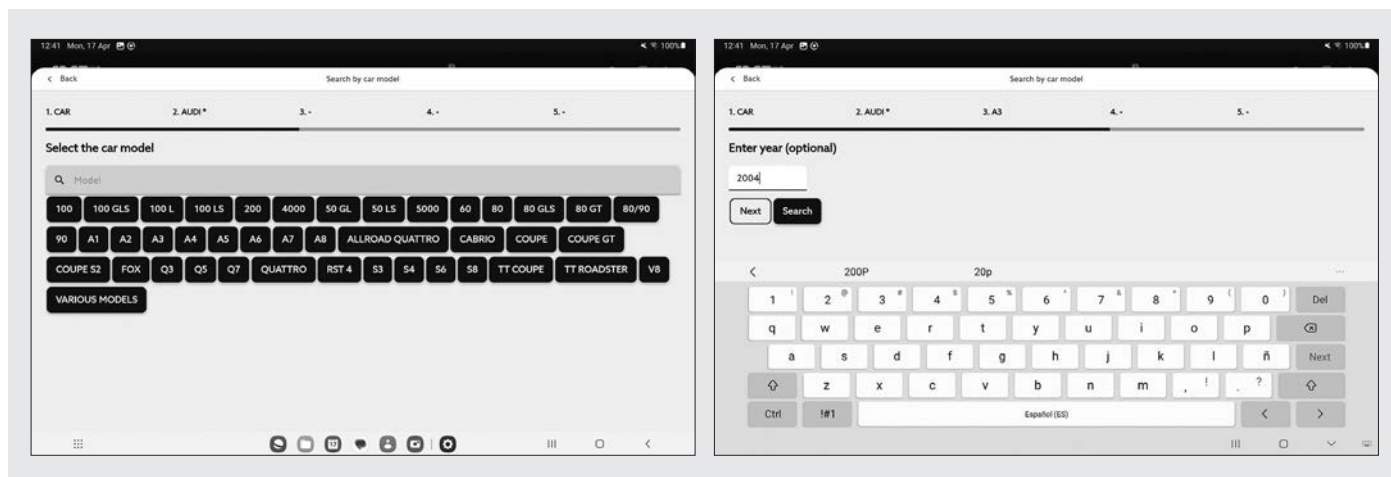 12:41 Mon, 17 Apr
100%
< Back
Search by car model
1. CAR
2. AUDI *
3. -
4. -
5. -
Select the car model
Model
100 100 GLS 100 L 100 LS 200 4000 50 GL 50 LS 5000 60 80 80 GLS 80 GT 80/90
90 A1 A2 A3 A4 A5 A6 A7 A8 ALLROAD QUATTRO CABRIO COUPE COUPE GT
COUPE S2 FOX Q3 Q5 Q7 QUATTRO RST 4 S3 S4 S6 S8 TT COUPE TT ROADSTER V8
VARIOUS MODELS
17
12:41 Mon, 17 Apr
100%
< Back
Search by car model
1. CAR
2. AUDI *
3. A3
4. -
5. -
Enter year (optional)
2004
Next Search
< 200P 20p ...
1 ! 2 @ 3 # 4 $ 5 % 6 ^ 7 & 8 * 9 ( 0 ) Del
q w e r t y u i o p
a s d f g h j k l ñ Next
z x c v b n m , ! . ?
Ctrl !#1 Español (ES) < >